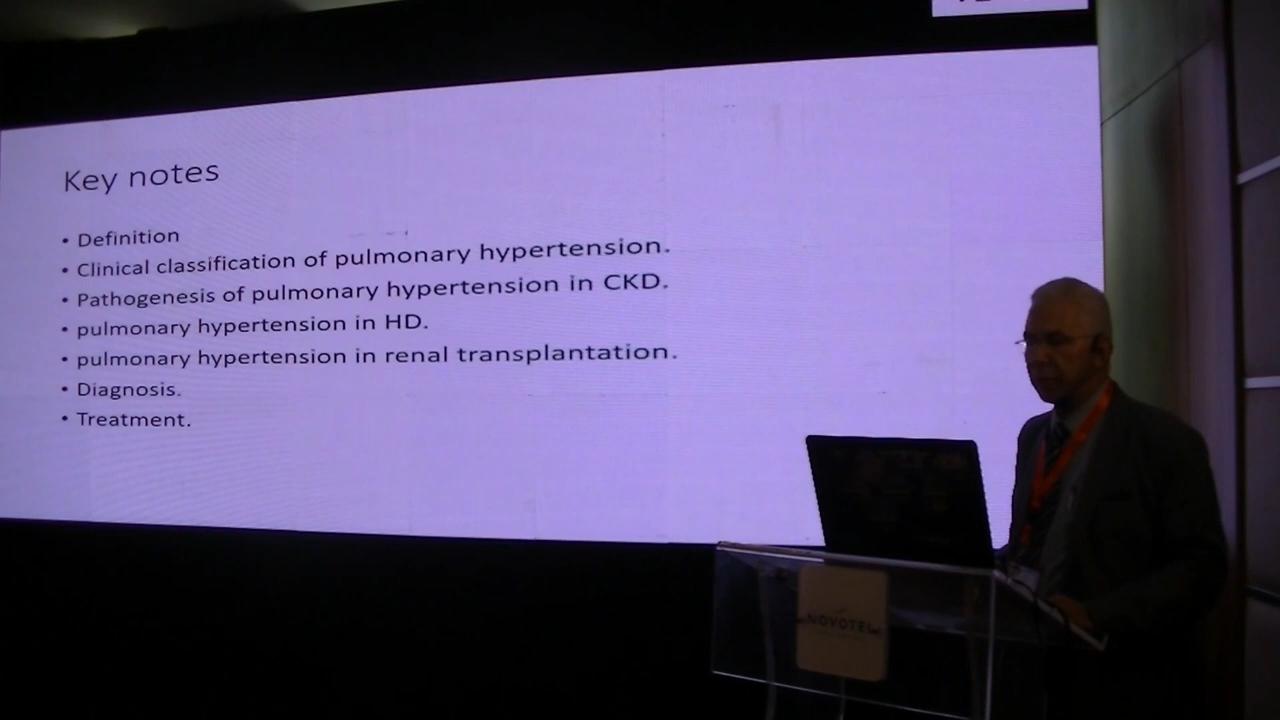 Key notes
• Definition
• Clinical classification of pulmonary hypertension.
• Pathogenesis of pulmonary hypertension in CKD.
• pulmonary hypertension in HD.
• pulmonary hypertension in renal transplantation.
• Diagnosis.
• Treatment.
NOVOTEL